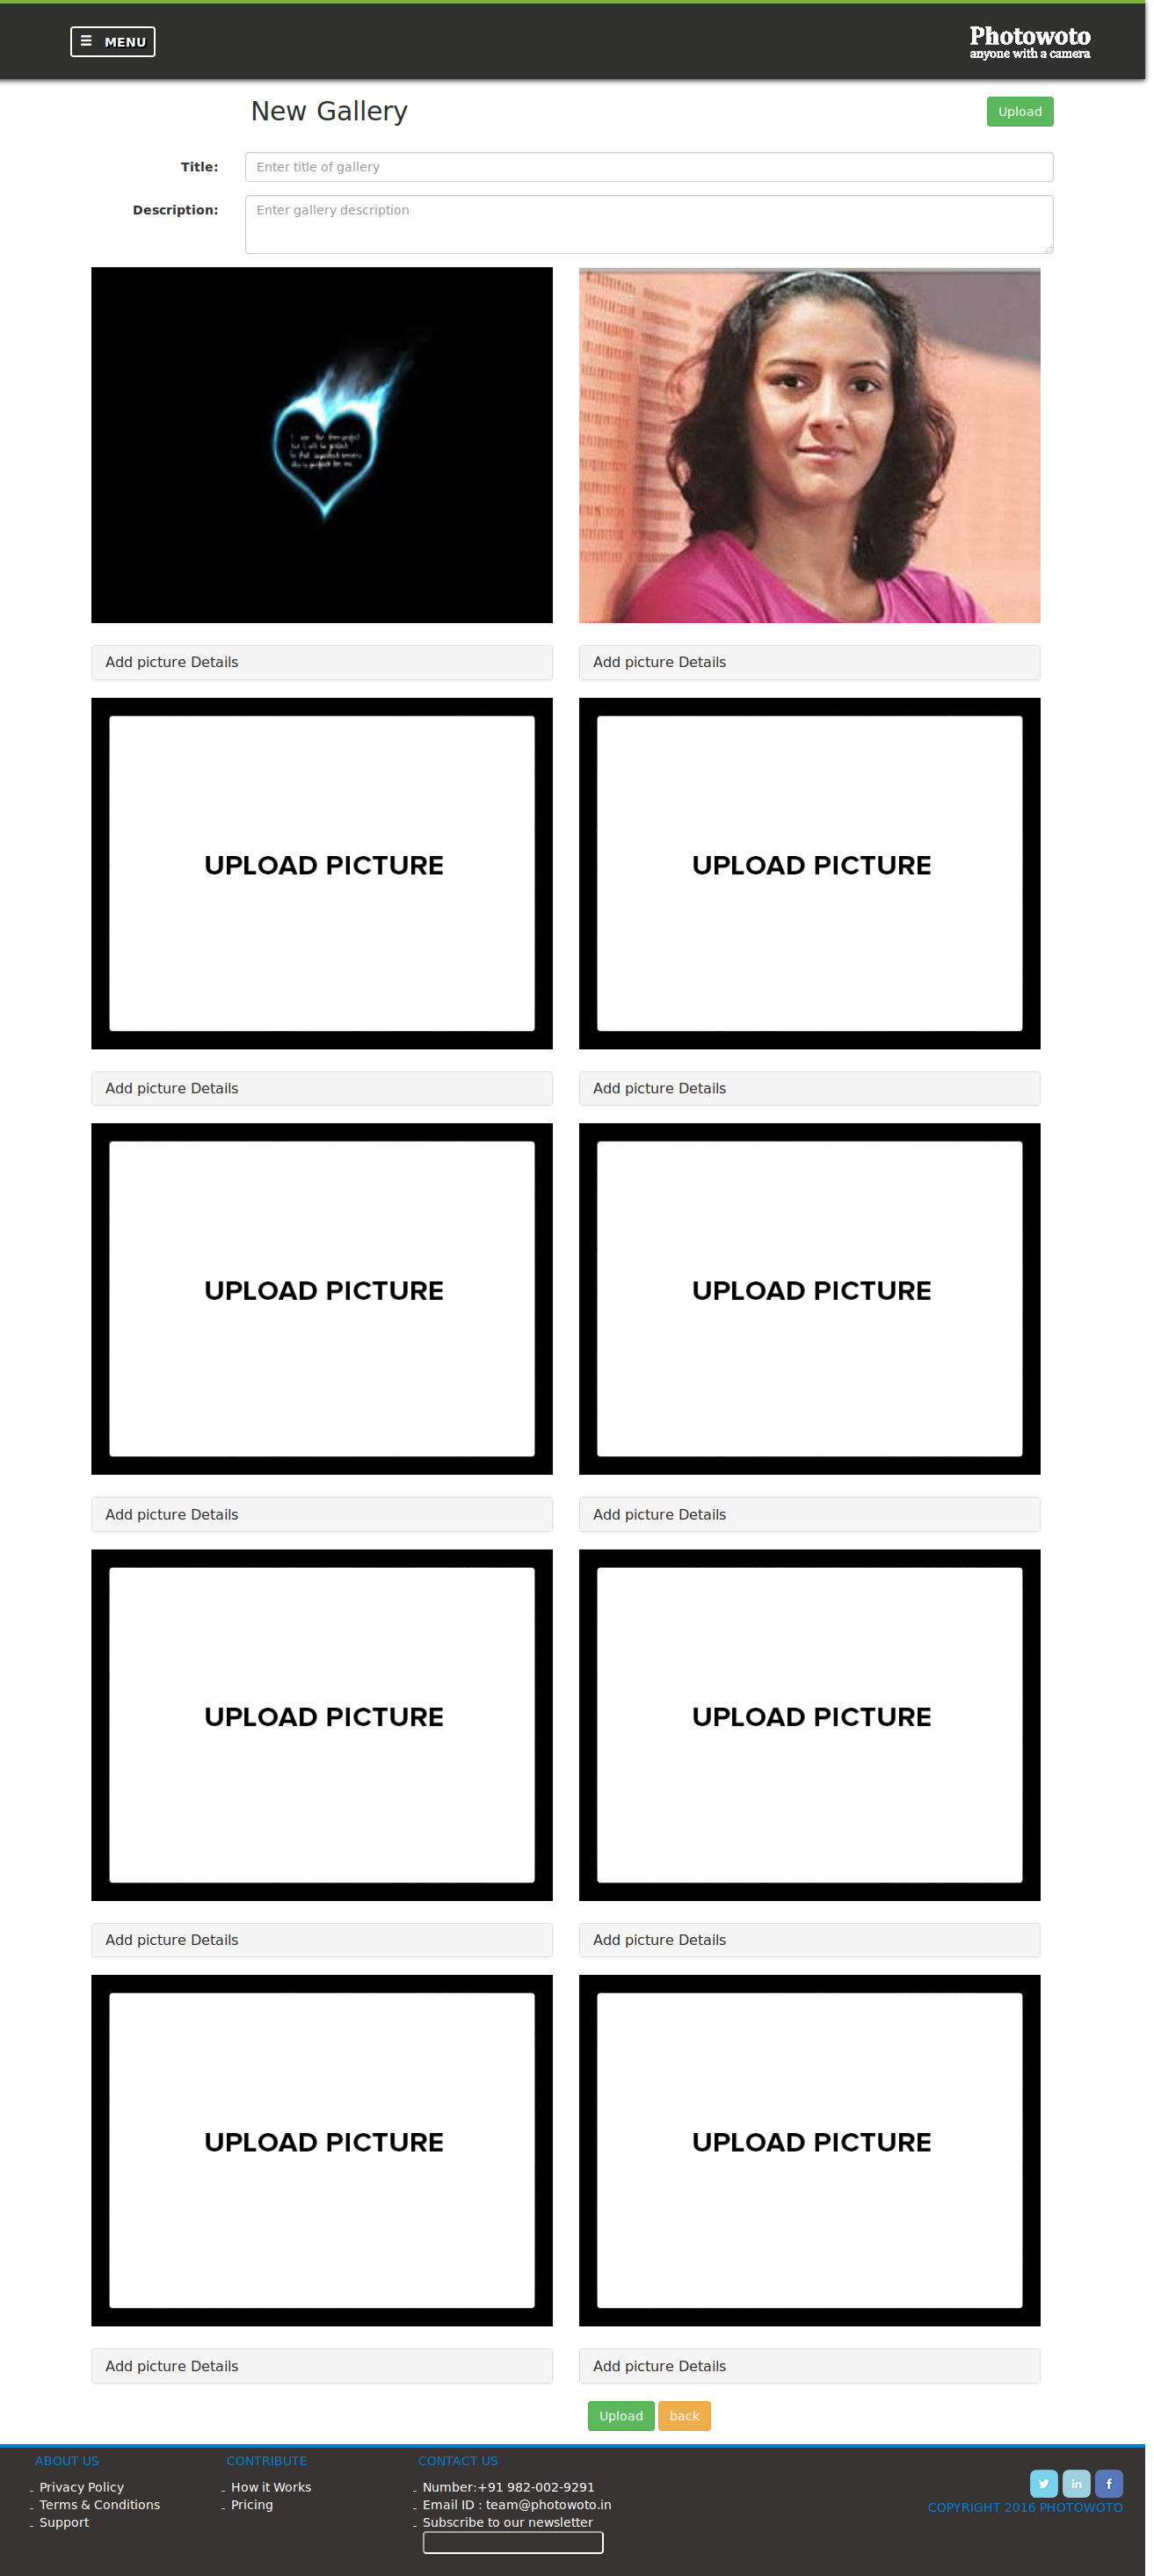 ☰ MENU
Photowoto
anyone with a camera
New Gallery
Upload
Title:
Enter title of gallery
Description:
Enter gallery description
Add picture Details
Add picture Details
UPLOAD PICTURE
UPLOAD PICTURE
Add picture Details
Add picture Details
UPLOAD PICTURE
UPLOAD PICTURE
Add picture Details
Add picture Details
UPLOAD PICTURE
UPLOAD PICTURE
Add picture Details
Add picture Details
UPLOAD PICTURE
UPLOAD PICTURE
Add picture Details
Add picture Details
Upload
back
ABOUT US
- Privacy Policy
- Terms & Conditions
- Support
CONTRIBUTE
- How it Works
- Pricing
CONTACT US
- Number:+91 982-002-9291
- Email ID : team@photowoto.in
- Subscribe to our newsletter
COPYRIGHT 2016 PHOTOWOTO